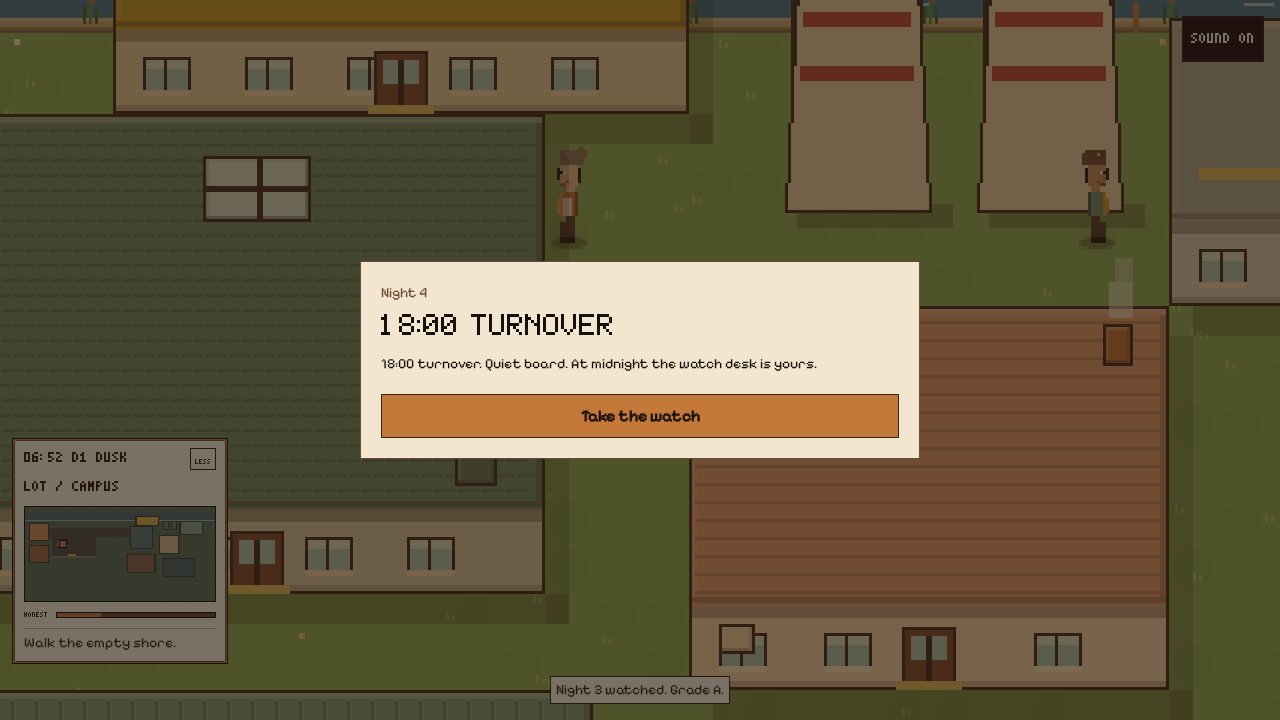 SOUND ON
Night 4
18:00 TURNOVER
18:00 turnover. Quiet board. At midnight the watch desk is yours.
Take the watch
06:52 D1 DUSK
LESS
LOT / CAMPUS
HONEST
Walk the empty shore.
Night 3 watched. Grade A.